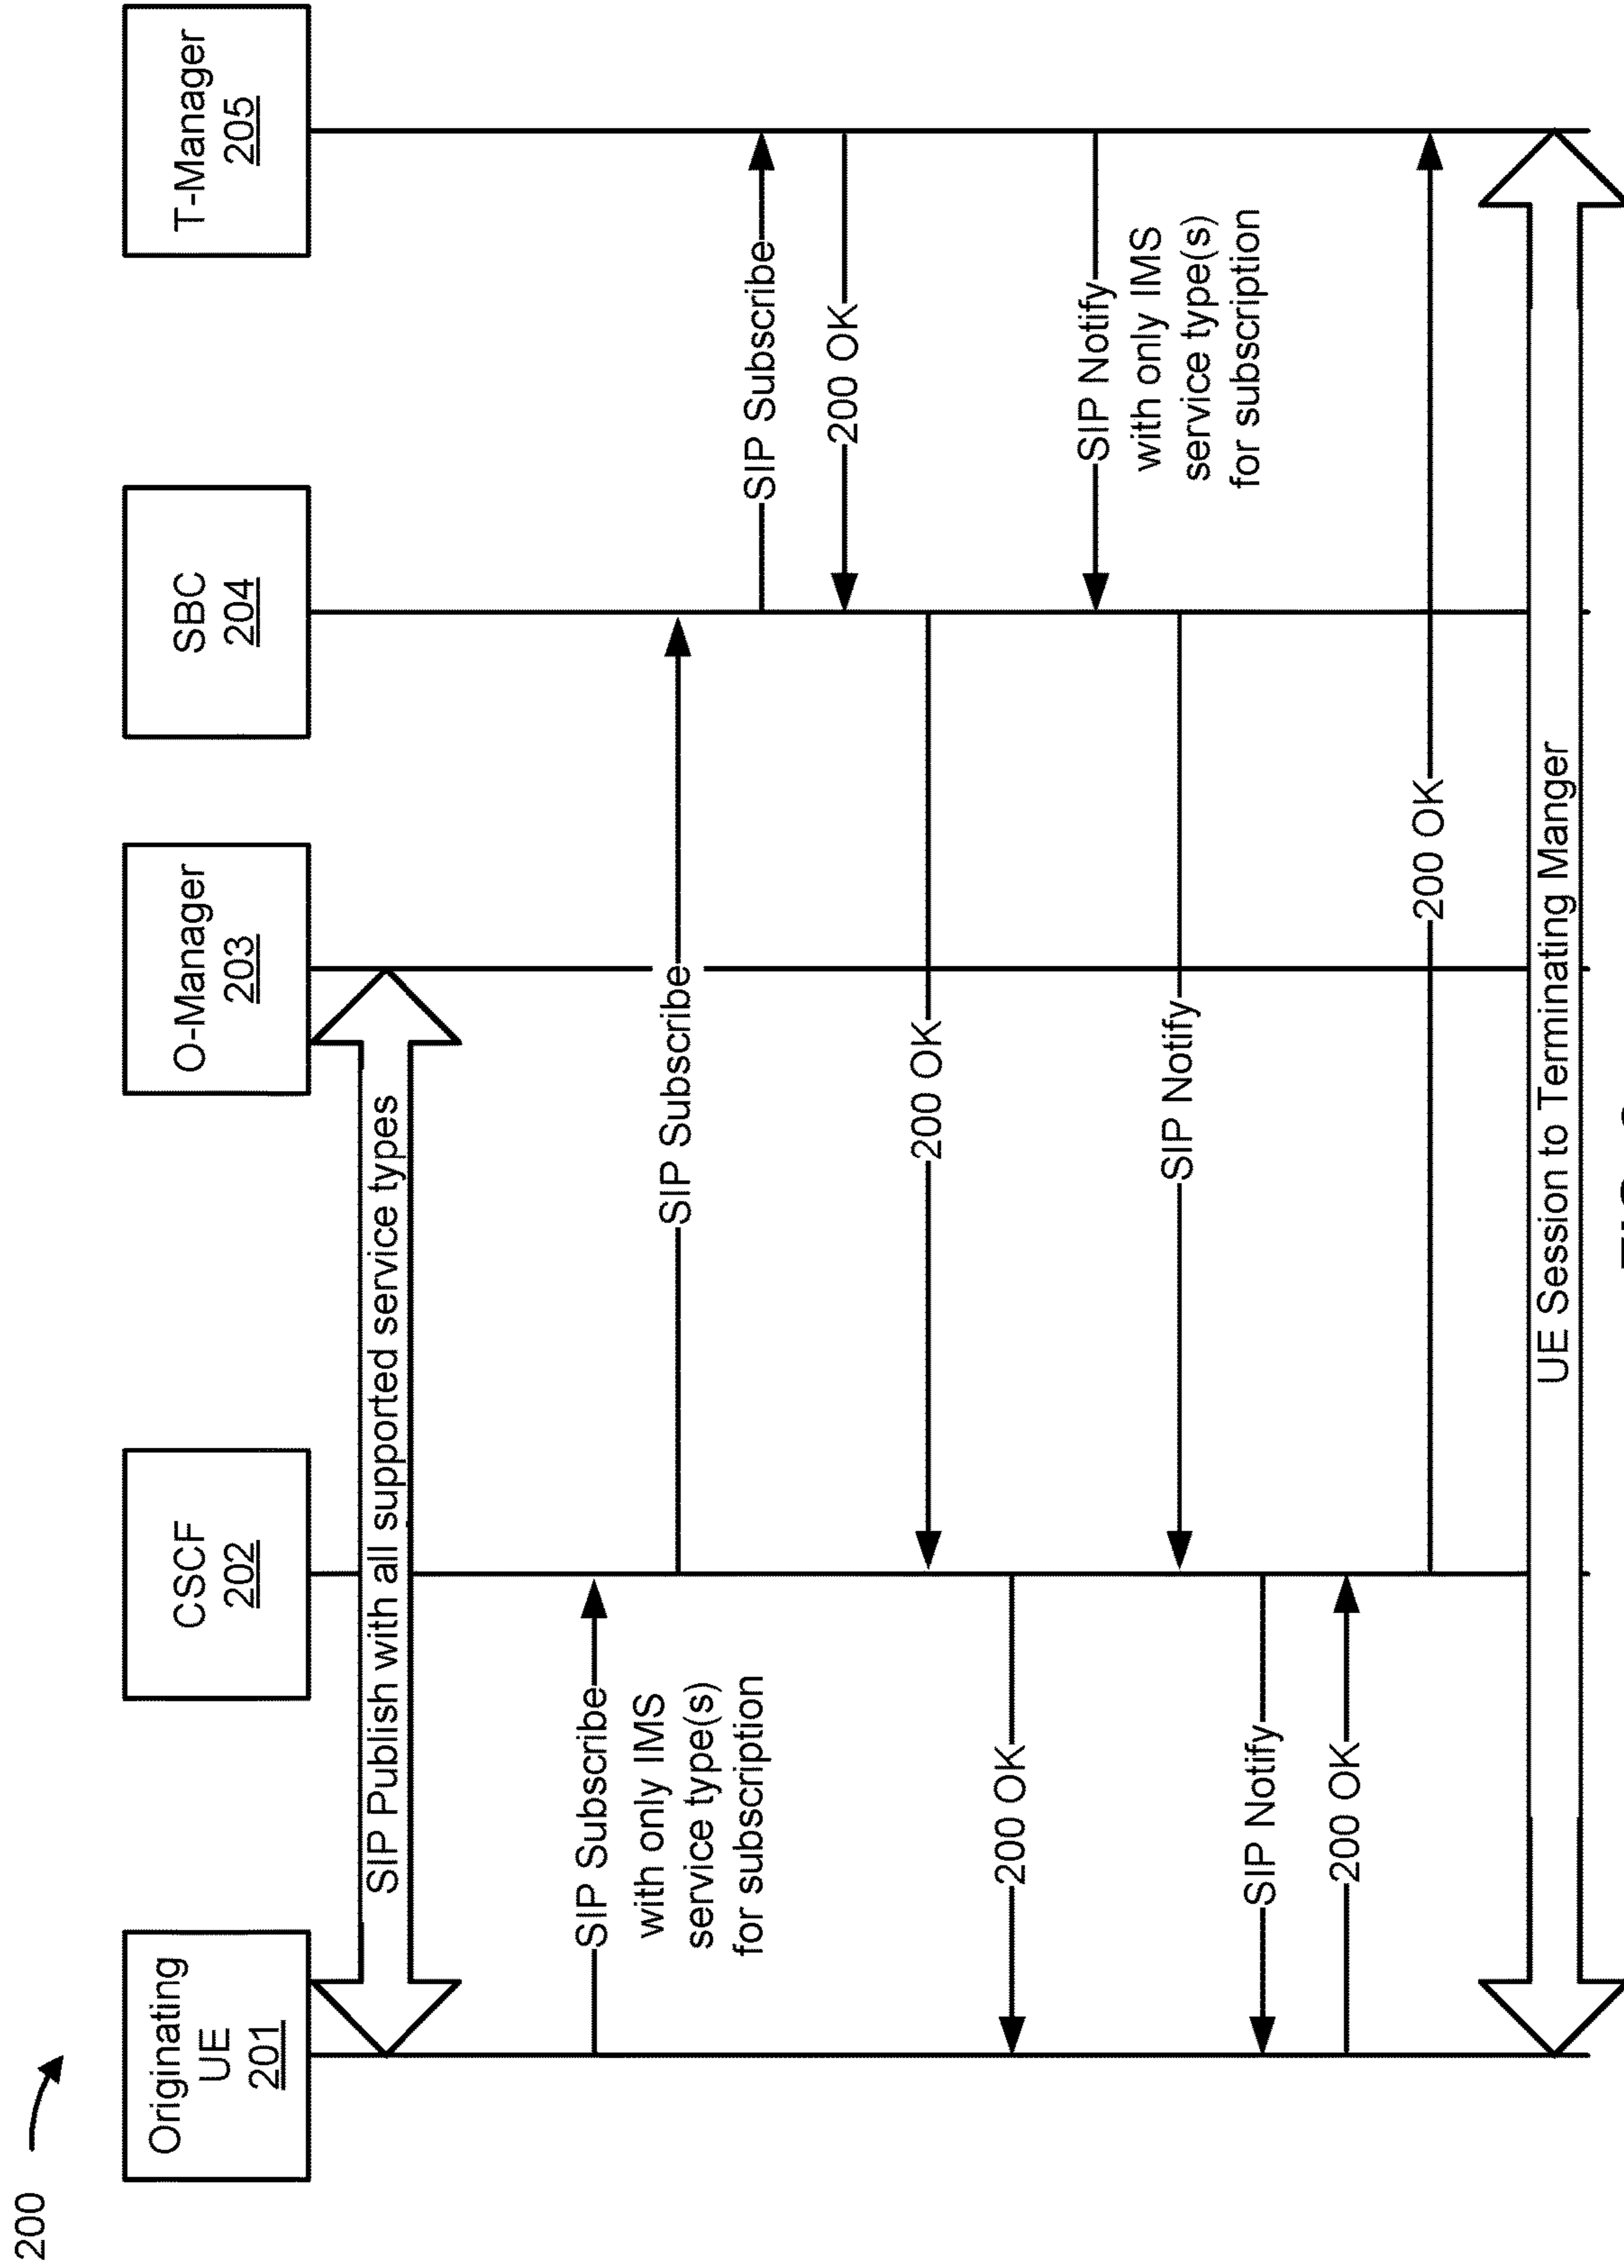 200
Originating
UE
201
CSCF
202
O-Manager
203
SBC
204
T-Manager
205
SIP Publish with all supported service types
SIP Subscribe
with only IMS
service type(s)
for subscription
SIP Subscribe
SIP Subscribe
200 OK
200 OK
200 OK
SIP Notify
with only IMS
service type(s)
for subscription
SIP Notify
SIP Notify
200 OK
200 OK
UE Session to Terminating Manger